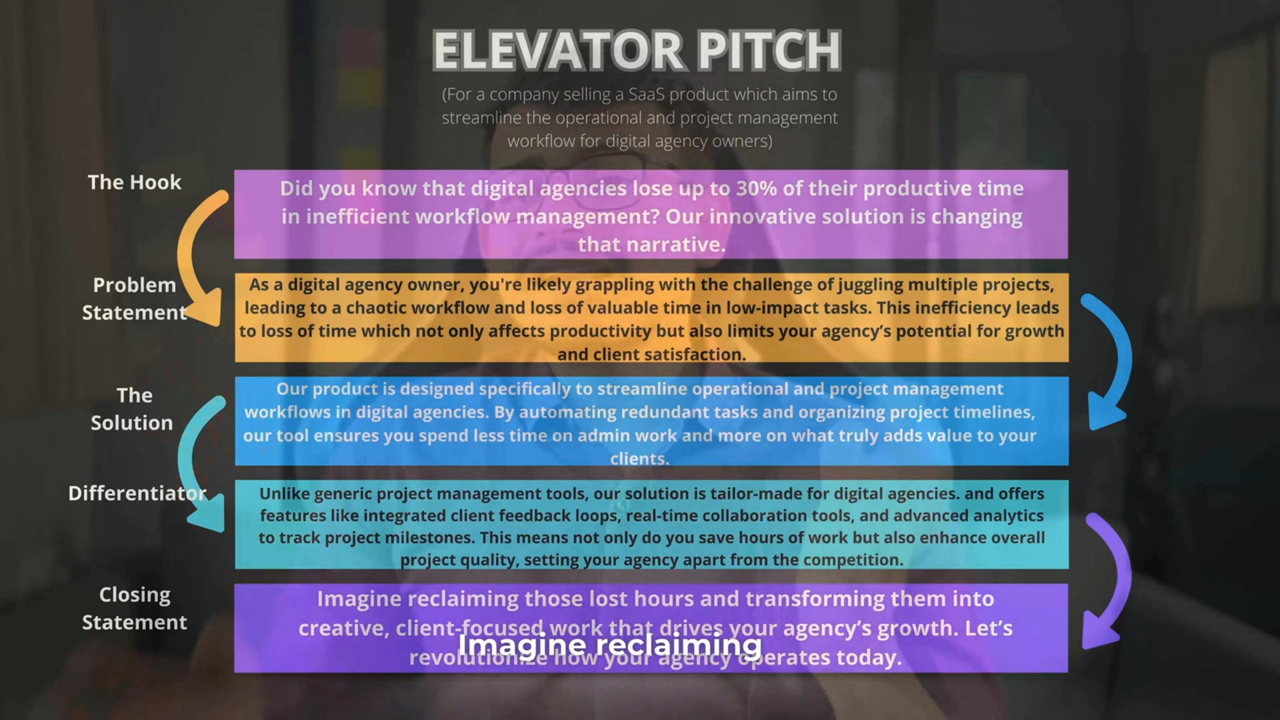 ELEVATOR PITCH
(For a company selling a SaaS product which aims to
streamline the operational and project management
workflow for digital agency owners)
The Hook
Did you know that digital agencies lose up to 30% of their productive time
in inefficient workflow management? Our innovative solution is changing
that narrative.
Problem
Statement
As a digital agency owner, you're likely grappling with the challenge of juggling multiple projects,
leading to a chaotic workflow and loss of valuable time in low-impact tasks. This inefficiency leads
to loss of time which not only affects productivity but also limits your agency's potential for growth
and client satisfaction.
The
Solution
Our product is designed specifically to streamline operational and project management
workflows in digital agencies. By automating redundant tasks and organizing project timelines,
our tool ensures you spend less time on admin work and more on what truly adds value to your
clients.
Differentiator
Unlike generic project management tools, our solution is tailor-made for digital agencies. and offers
features like integrated client feedback loops, real-time collaboration tools, and advanced analytics
to track project milestones. This means not only do you save hours of work but also enhance overall
project quality, setting your agency apart from the competition.
Closing
Statement
Imagine reclaiming those lost hours and transforming them into
creative, client-focused work that drives your agency's growth. Let's
revolutionize how your agency operates today.
Imagine reclaiming